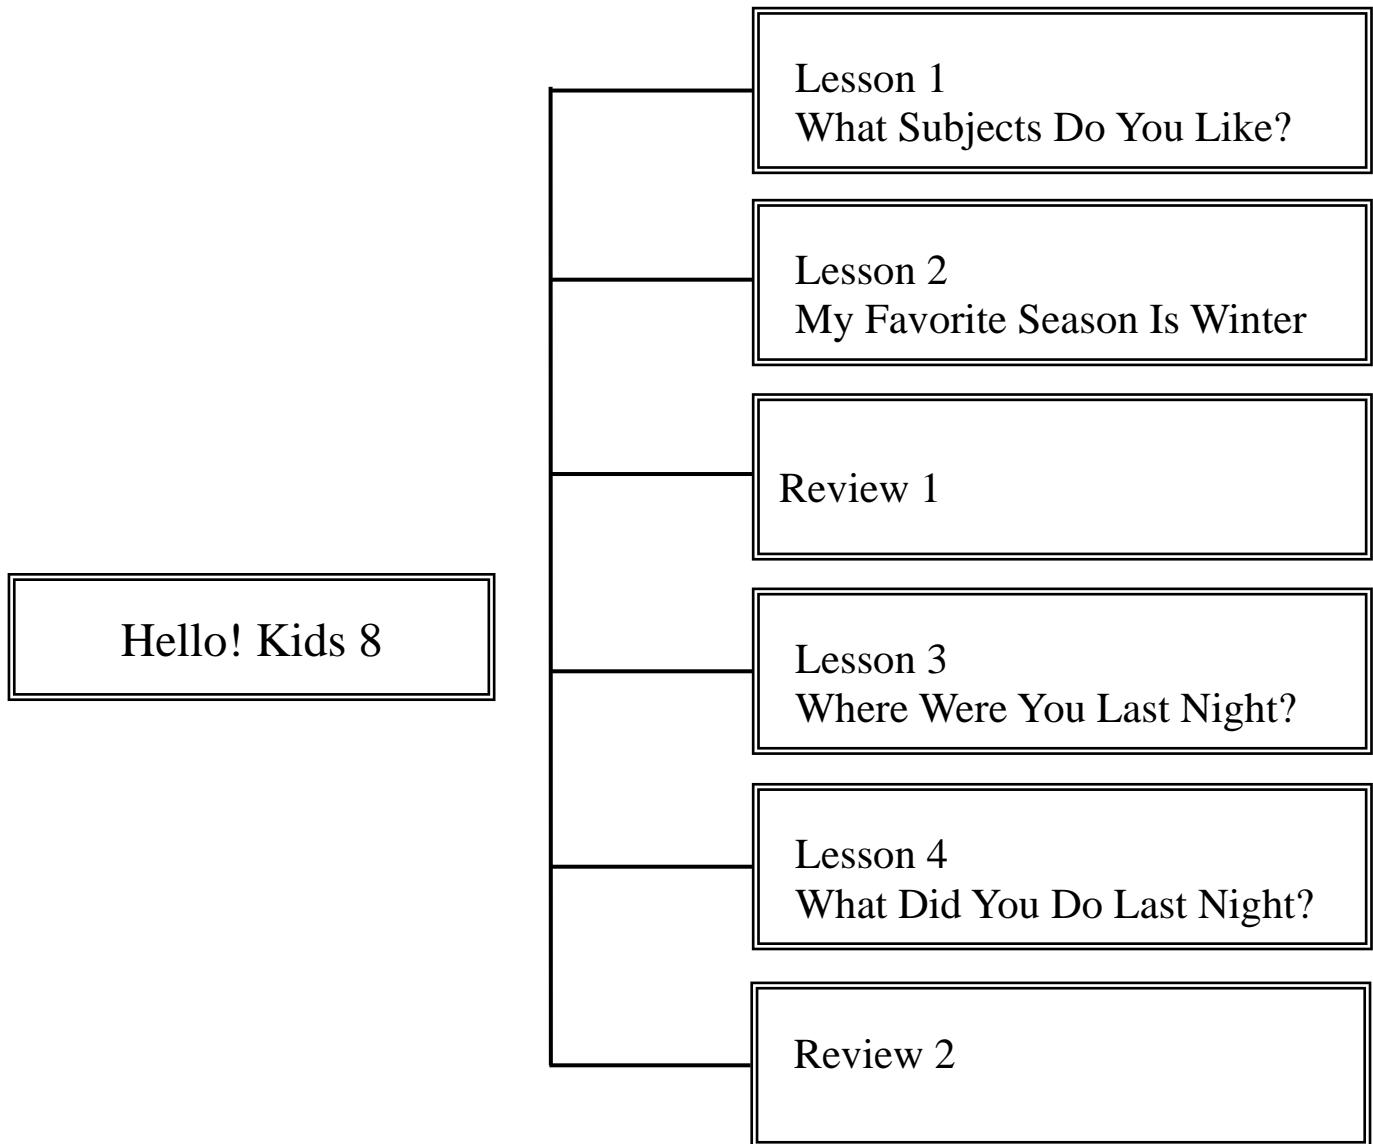 Hello! Kids 8
Lesson 1
What Subjects Do You Like?
Lesson 2
My Favorite Season Is Winter
Review 1
Lesson 3
Where Were You Last Night?
Lesson 4
What Did You Do Last Night?
Review 2